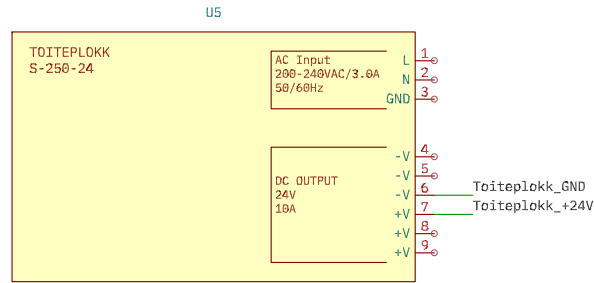 U5
TOITEPLOKK
S-250-24
AC Input
200-240VAC/3.0A
50/60Hz
L 1
N 2
GND 3
DC OUTPUT
24V
10A
-V 4
-V 5
-V 6 Toiteplokk_GND
+V 7 Toiteplokk_+24V
+V 8
+V 9